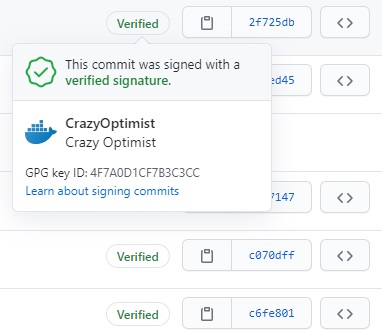 Verified
2f725db
This commit was signed with a
verified signature.
ed45
CrazyOptimist
Crazy Optimist
GPG key ID: 4F7A0D1CF7B3C3CC
Learn about signing commits
7147
Verified
c070dff
Verified
c6fe801